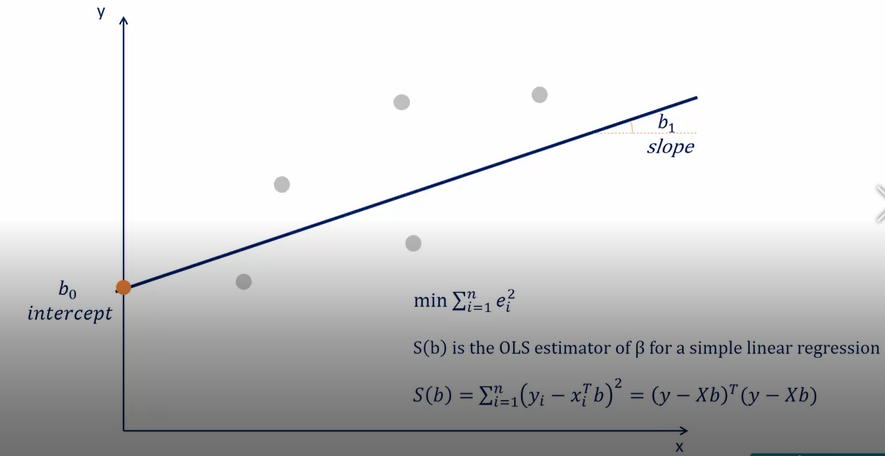 y
b₁
slope
b₀
intercept
min ∑ⁿᵢ₌₁ eᵢ²
S(b) is the OLS estimator of β for a simple linear regression
S(b) = ∑ⁿᵢ₌₁(yᵢ − xᵢᵀb)² = (y − Xb)ᵀ(y − Xb)
x